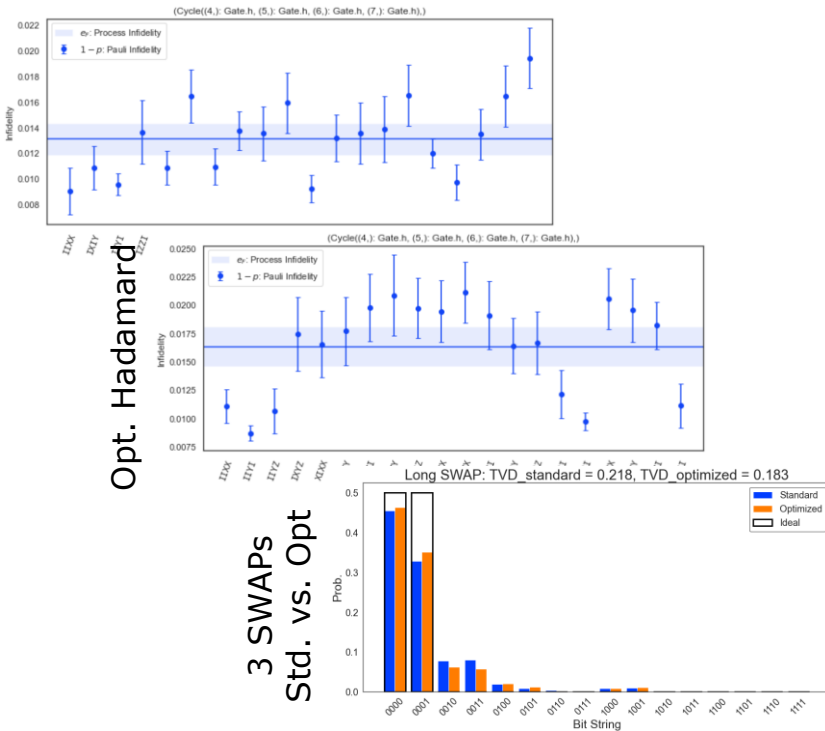 (Cycle((4,): Gate.h, (5,): Gate.h, (6,): Gate.h, (7,): Gate.h),)
0.022
0.020
0.018
0.016
0.014
0.012
0.010
0.008
Infidelity
e_F: Process Infidelity
1 − p: Pauli Infidelity
IIXX
IXIY
IZZI
Opt. Hadamard
(Cycle((4,): Gate.h, (5,): Gate.h, (6,): Gate.h, (7,): Gate.h),)
0.0250
0.0225
0.0200
0.0175
0.0150
0.0125
0.0100
0.0075
Infidelity
e_F: Process Infidelity
1 − p: Pauli Infidelity
IIXX
IIYI
IIYZ
IXYZ
XIXX
3 SWAPs
Std. vs. Opt
Long SWAP: TVD_standard = 0.218, TVD_optimized = 0.183
0.5
0.4
0.3
0.2
0.1
0.0
Prob.
Standard
Optimized
Ideal
0000 0001 0010 0011 0100 0101 0110 0111 1000 1001 1010 1011 1100 1101 1110 1111
Bit String